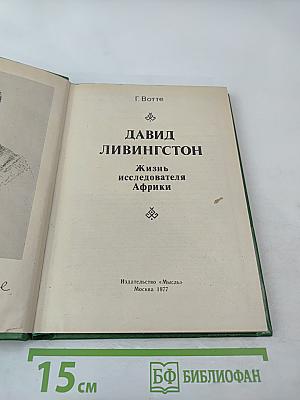 Г. Вотте
ДАВИД
ЛИВИНГСТОН
Жизнь
исследователя
Африки
Издательство «Мысль»
Москва 1977
15 см
БФ БИБЛИОФАН